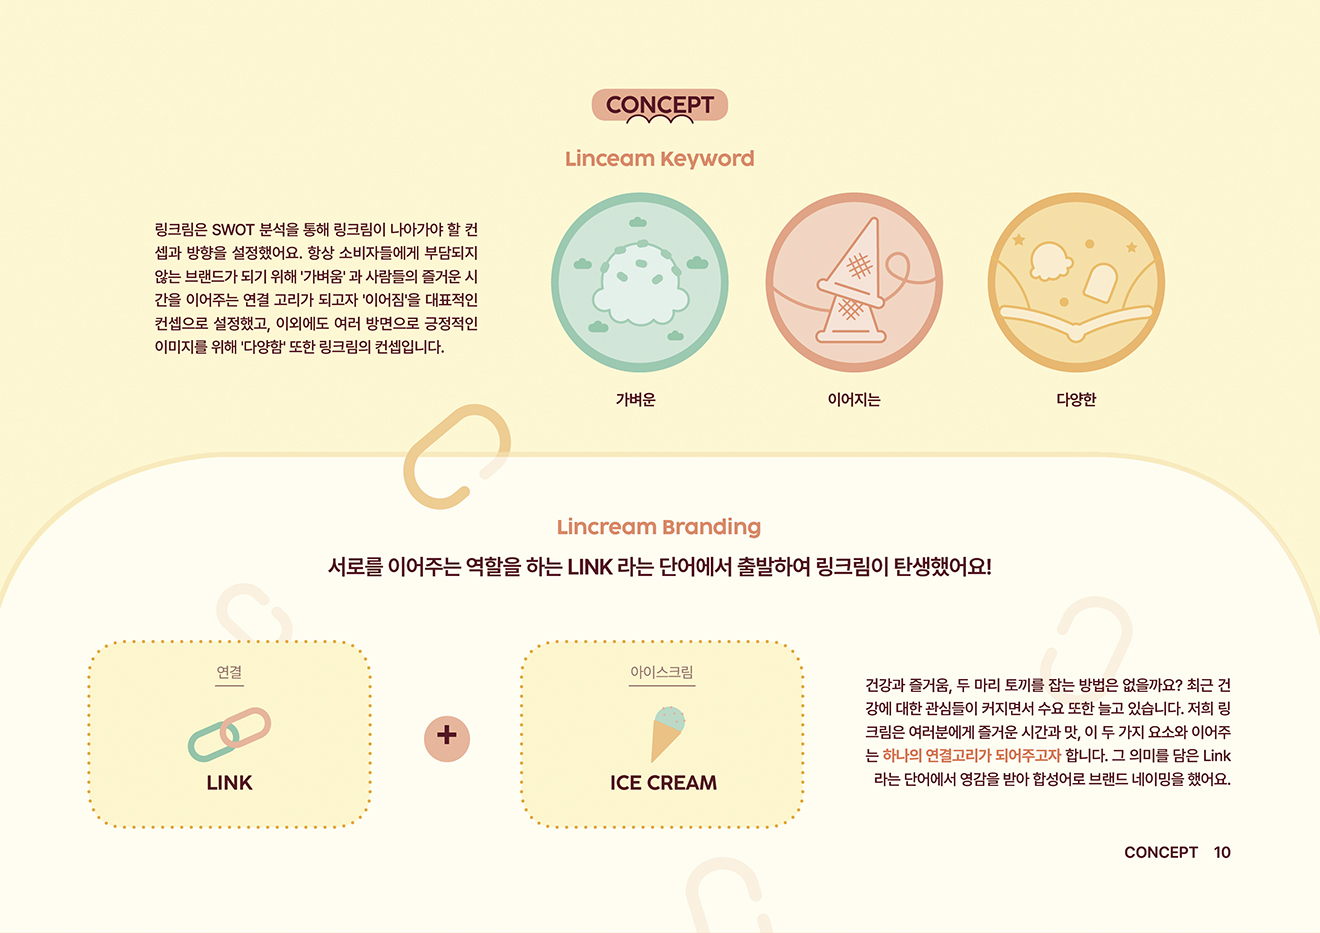 CONCEPT
Linceam Keyword
링크림은 SWOT 분석을 통해 링크림이 나아가야 할 컨
셉과 방향을 설정했어요. 항상 소비자들에게 부담되지
않는 브랜드가 되기 위해 '가벼움' 과 사람들의 즐거운 시
간을 이어주는 연결 고리가 되고자 '이어짐'을 대표적인
컨셉으로 설정했고, 이외에도 여러 방면으로 긍정적인
이미지를 위해 '다양함' 또한 링크림의 컨셉입니다.
가벼운
이어지는
다양한
Lincream Branding
서로를 이어주는 역할을 하는 LINK 라는 단어에서 출발하여 링크림이 탄생했어요!
연결
LINK
+
아이스크림
ICE CREAM
건강과 즐거움, 두 마리 토끼를 잡는 방법은 없을까요? 최근 건
강에 대한 관심들이 커지면서 수요 또한 늘고 있습니다. 저희 링
크림은 여러분에게 즐거운 시간과 맛, 이 두 가지 요소와 이어주
는 하나의 연결고리가 되어주고자 합니다. 그 의미를 담은 Link
라는 단어에서 영감을 받아 합성어로 브랜드 네이밍을 했어요.
CONCEPT 10